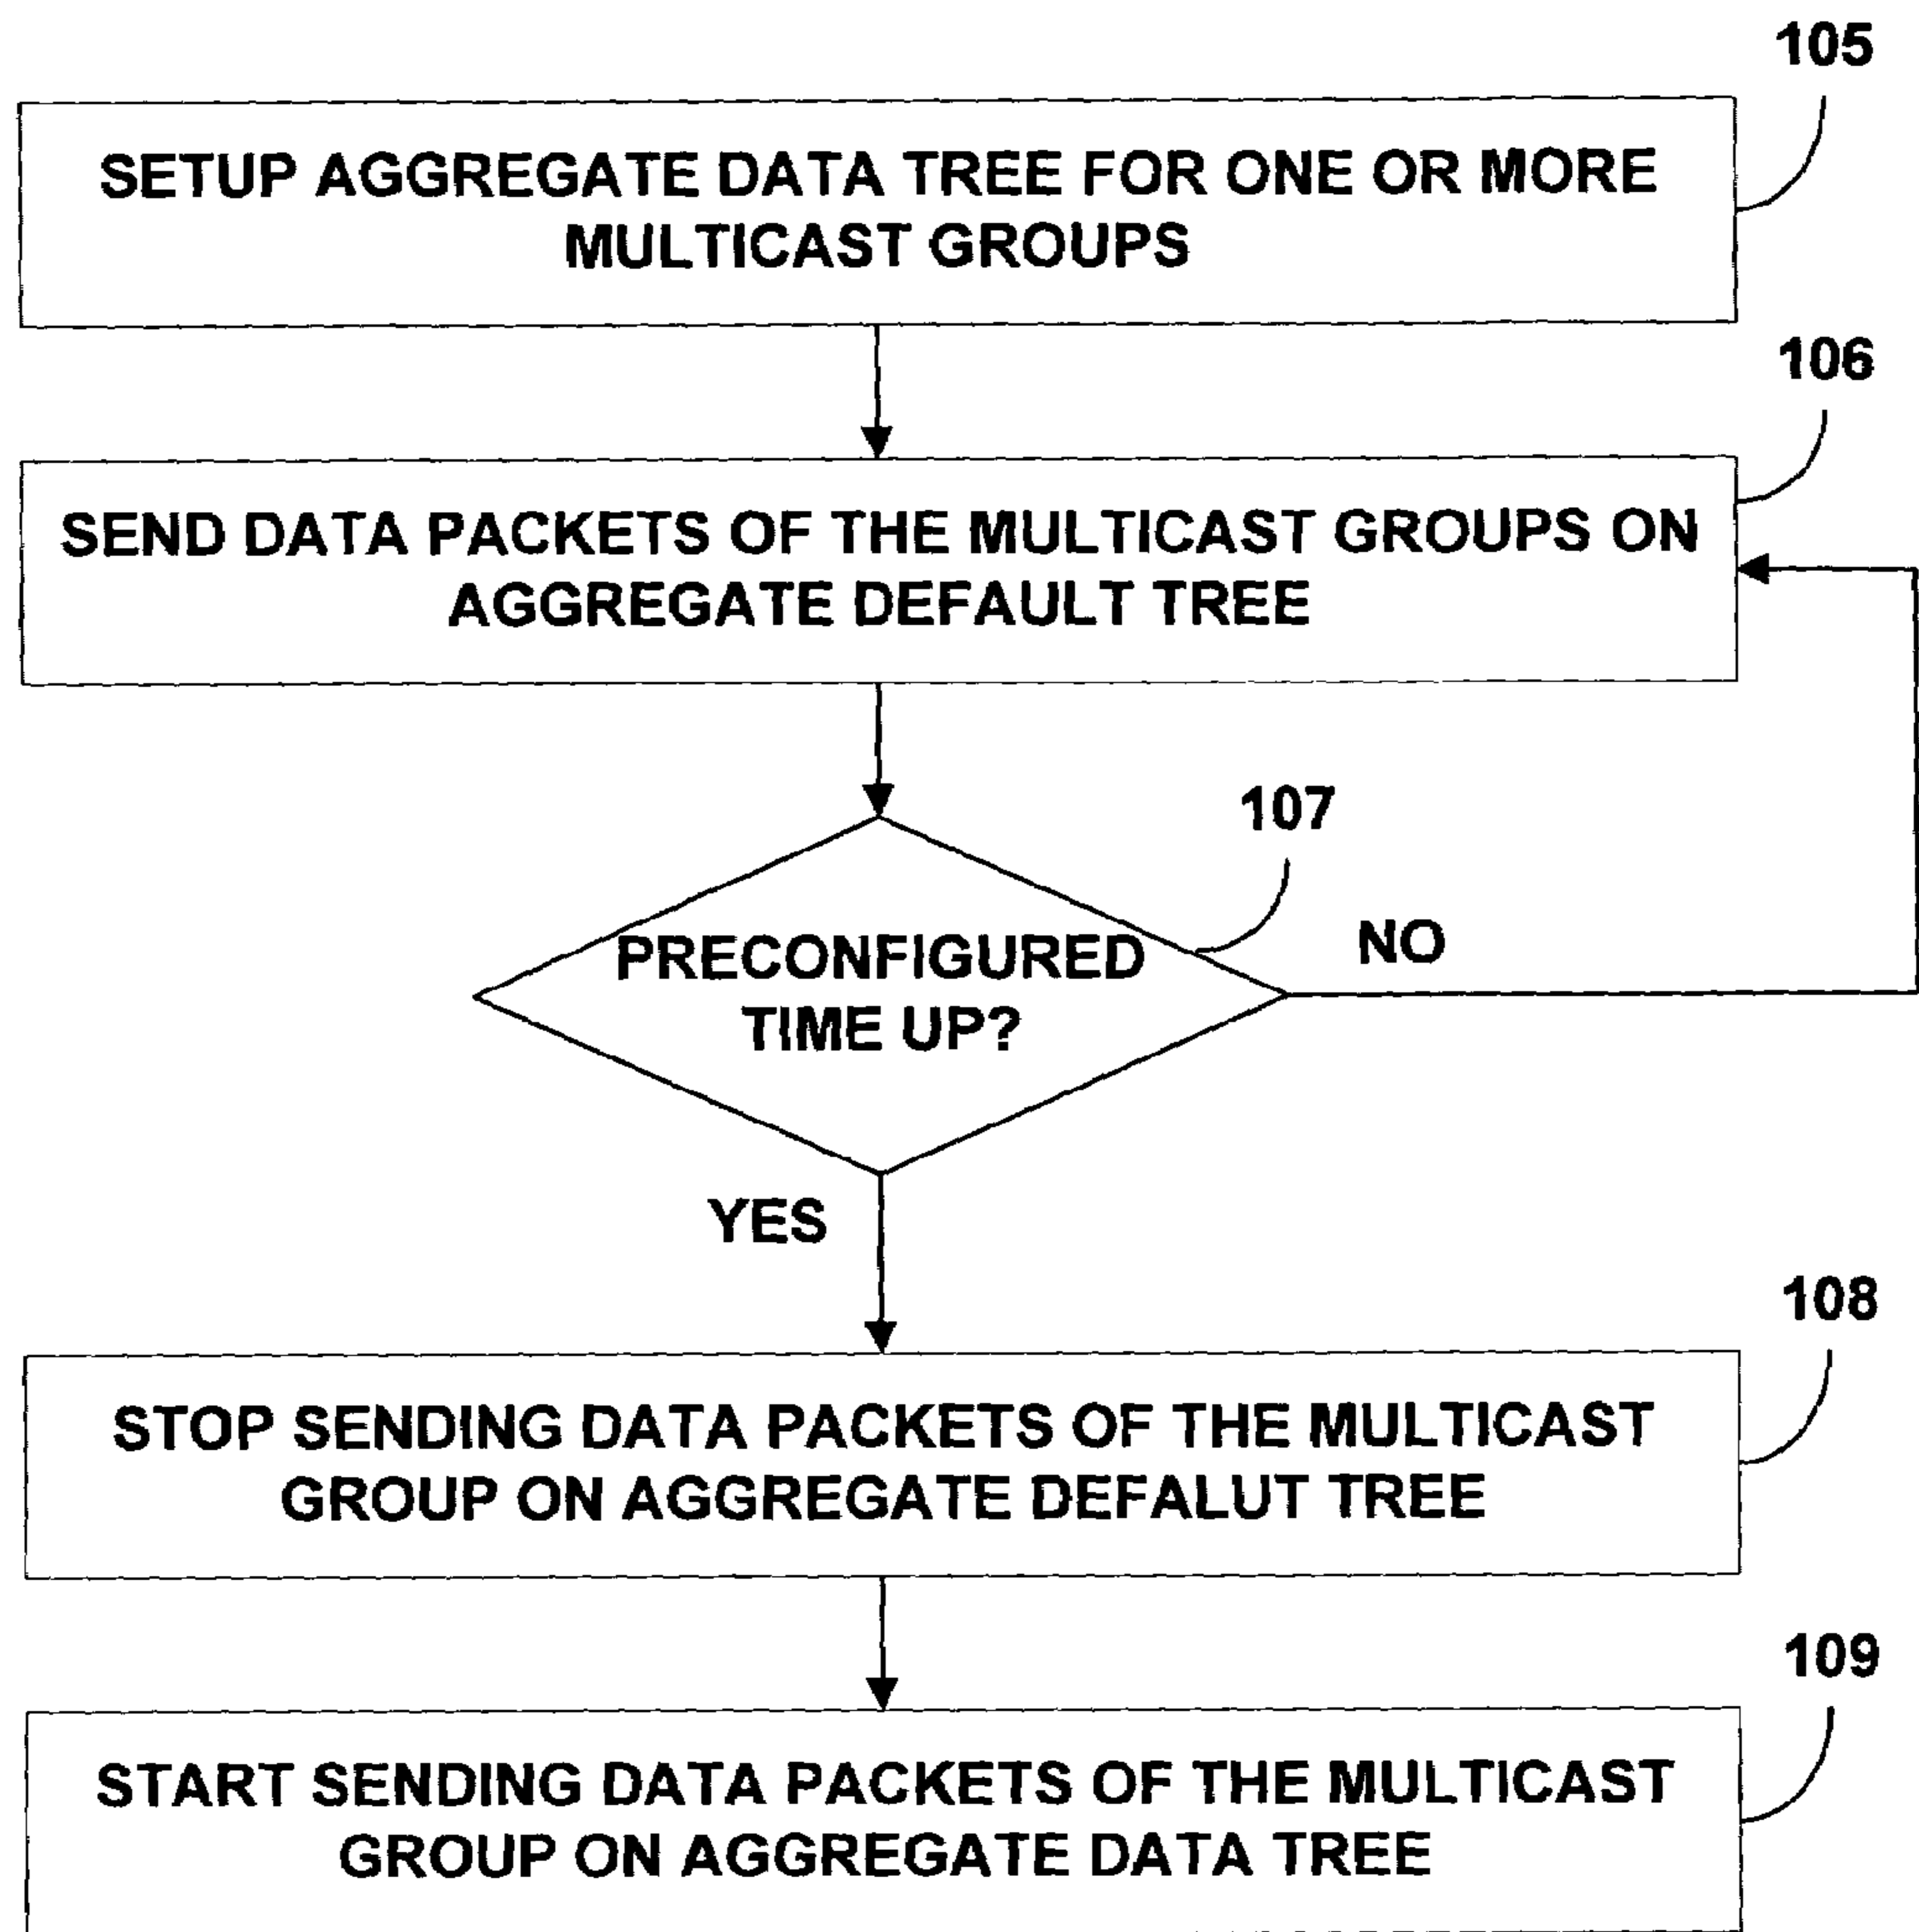 105
SETUP AGGREGATE DATA TREE FOR ONE OR MORE
MULTICAST GROUPS
106
SEND DATA PACKETS OF THE MULTICAST GROUPS ON
AGGREGATE DEFAULT TREE
107
PRECONFIGURED
TIME UP?
NO
YES
108
STOP SENDING DATA PACKETS OF THE MULTICAST
GROUP ON AGGREGATE DEFALUT TREE
109
START SENDING DATA PACKETS OF THE MULTICAST
GROUP ON AGGREGATE DATA TREE